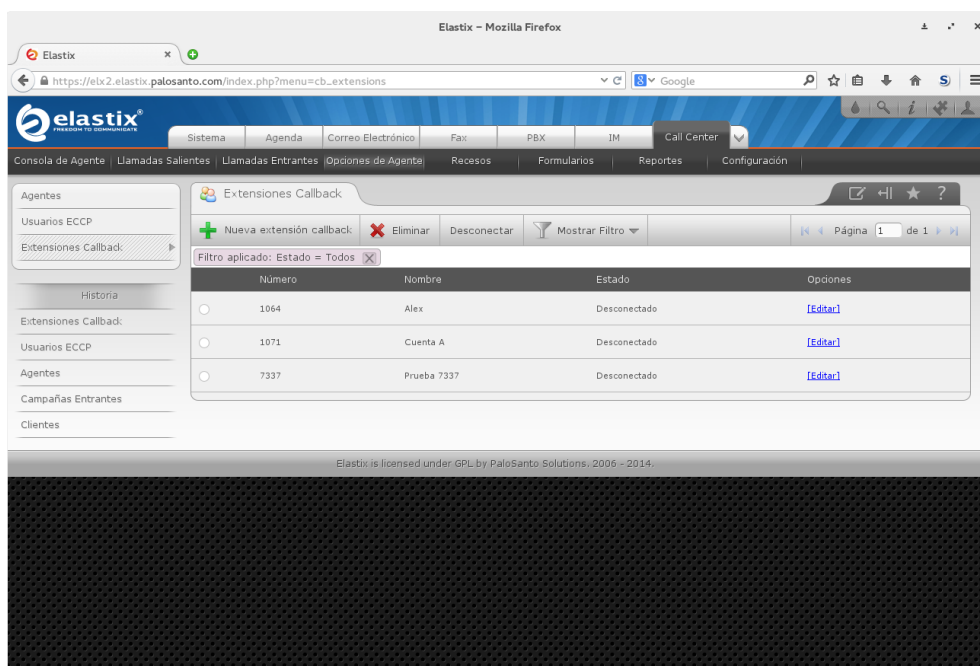 Elastix - Mozilla Firefox
Elastix
https://elx2.elastix.palosanto.com/index.php?menu=cb_extensions
Google
elastix®
FREEDOM TO COMMUNICATE
Sistema Agenda Correo Electrónico Fax PBX IM Call Center
Consola de Agente Llamadas Salientes Llamadas Entrantes Opciones de Agente Recesos Formularios Reportes Configuración
Agentes
Usuarios ECCP
Extensiones Callback
Historia
Extensiones Callback
Usuarios ECCP
Agentes
Campañas Entrantes
Clientes
Extensiones Callback
Nueva extensión callback Eliminar Desconectar Mostrar Filtro Página 1 de 1
Filtro aplicado: Estado = Todos X
Número Nombre Estado Opciones
1064 Alex Desconectado [Editar]
1071 Cuenta A Desconectado [Editar]
7337 Prueba 7337 Desconectado [Editar]
Elastix is licensed under GPL by PaloSanto Solutions. 2006 - 2014.